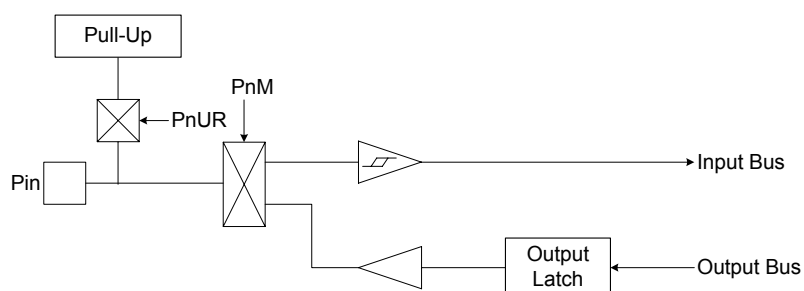 Pull-Up
PnM
PnUR
Pin
Input Bus
Output
Latch
Output Bus